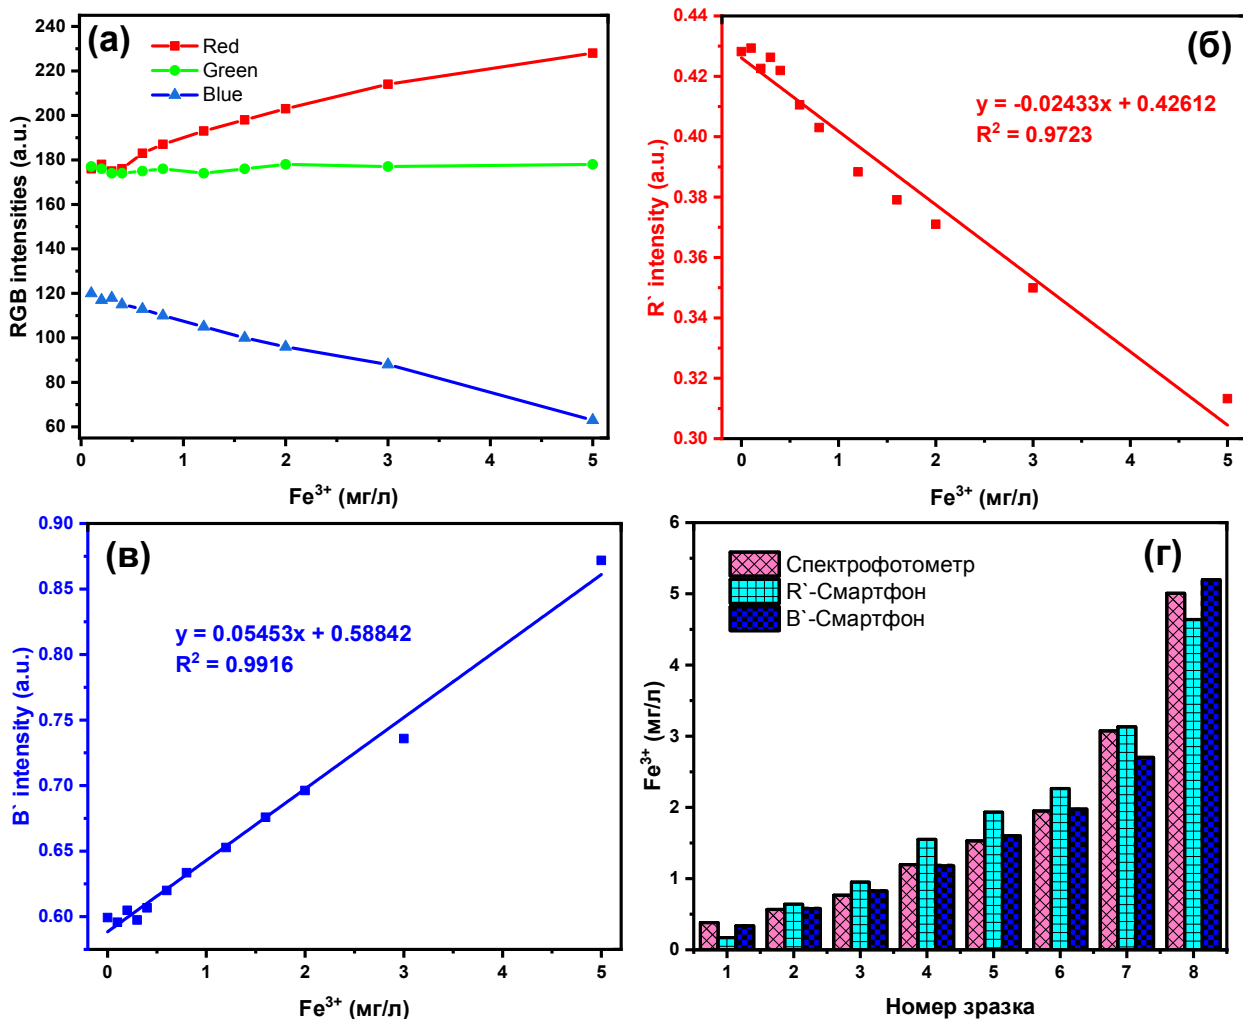 (а)
Red
Green
Blue
RGB intensities (a.u.)
240
220
200
180
160
140
120
100
80
60
0 1 2 3 4 5
Fe³⁺ (мг/л)
(б)
y = -0.02433x + 0.42612
R² = 0.9723
R` intensity (a.u.)
0.44
0.42
0.40
0.38
0.36
0.34
0.32
0.30
0 1 2 3 4 5
Fe³⁺ (мг/л)
(в)
y = 0.05453x + 0.58842
R² = 0.9916
B` intensity (a.u.)
0.90
0.85
0.80
0.75
0.70
0.65
0.60
0 1 2 3 4 5
Fe³⁺ (мг/л)
(г)
Спектрофотометр
R`-Смартфон
B`-Смартфон
Fe³⁺ (мг/л)
6
5
4
3
2
1
0
1 2 3 4 5 6 7 8
Номер зразка